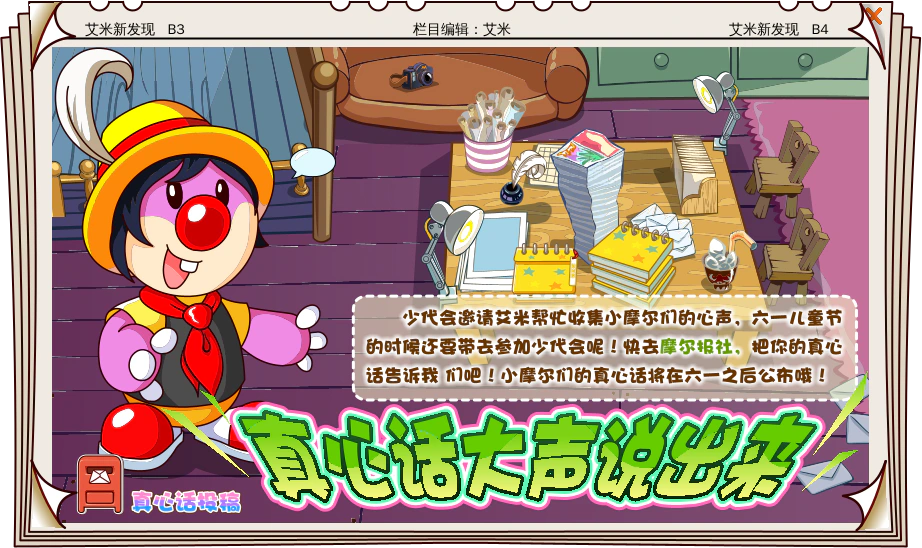 艾米新发现 B3
栏目编辑：艾米
艾米新发现 B4
少代会邀请艾米帮忙收集小摩尔们的心声，六一儿童节
的时候还要带去参加少代会呢！快去摩尔报社，把你的真心
话告诉我 们吧！小摩尔们的真心话将在六一之后公布哦！
真心话大声说出来
真心话投稿